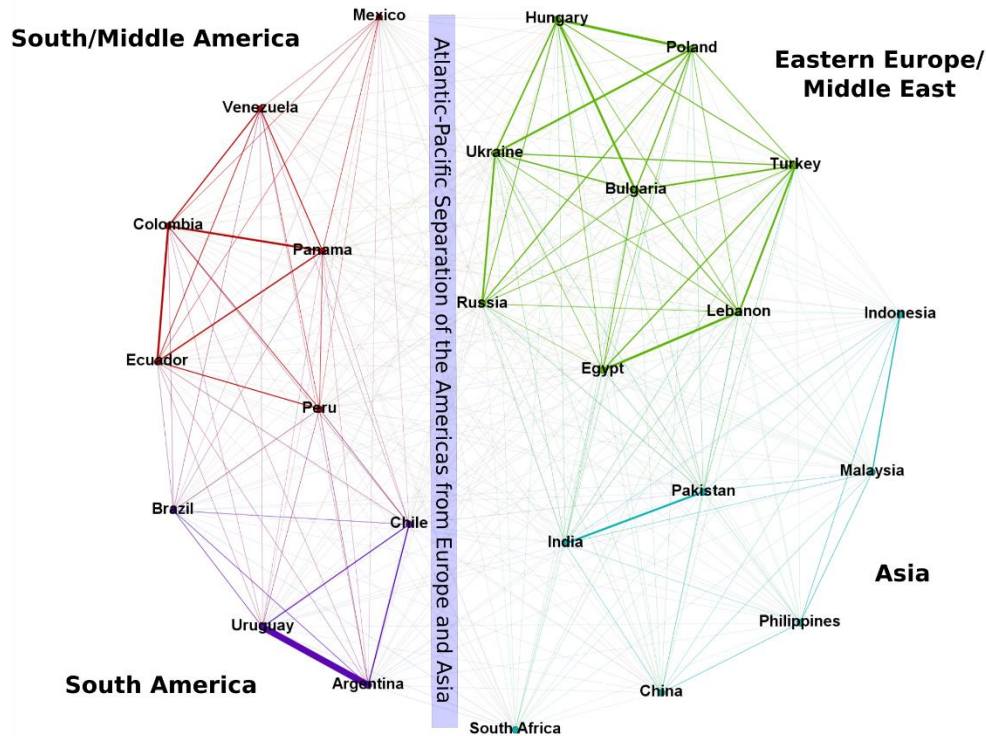 Mexico
Hungary
South/Middle America
Poland
Eastern Europe/
Middle East
Venezuela
Ukraine
Turkey
Bulgaria
Colombia
Panama
Atlantic-Pacific Separation of the Americas from Europe and Asia
Russia
Lebanon
Indonesia
Ecuador
Egypt
Peru
Malaysia
Pakistan
Brazil
Chile
India
Asia
Uruguay
Philippines
South America
Argentina
China
South Africa